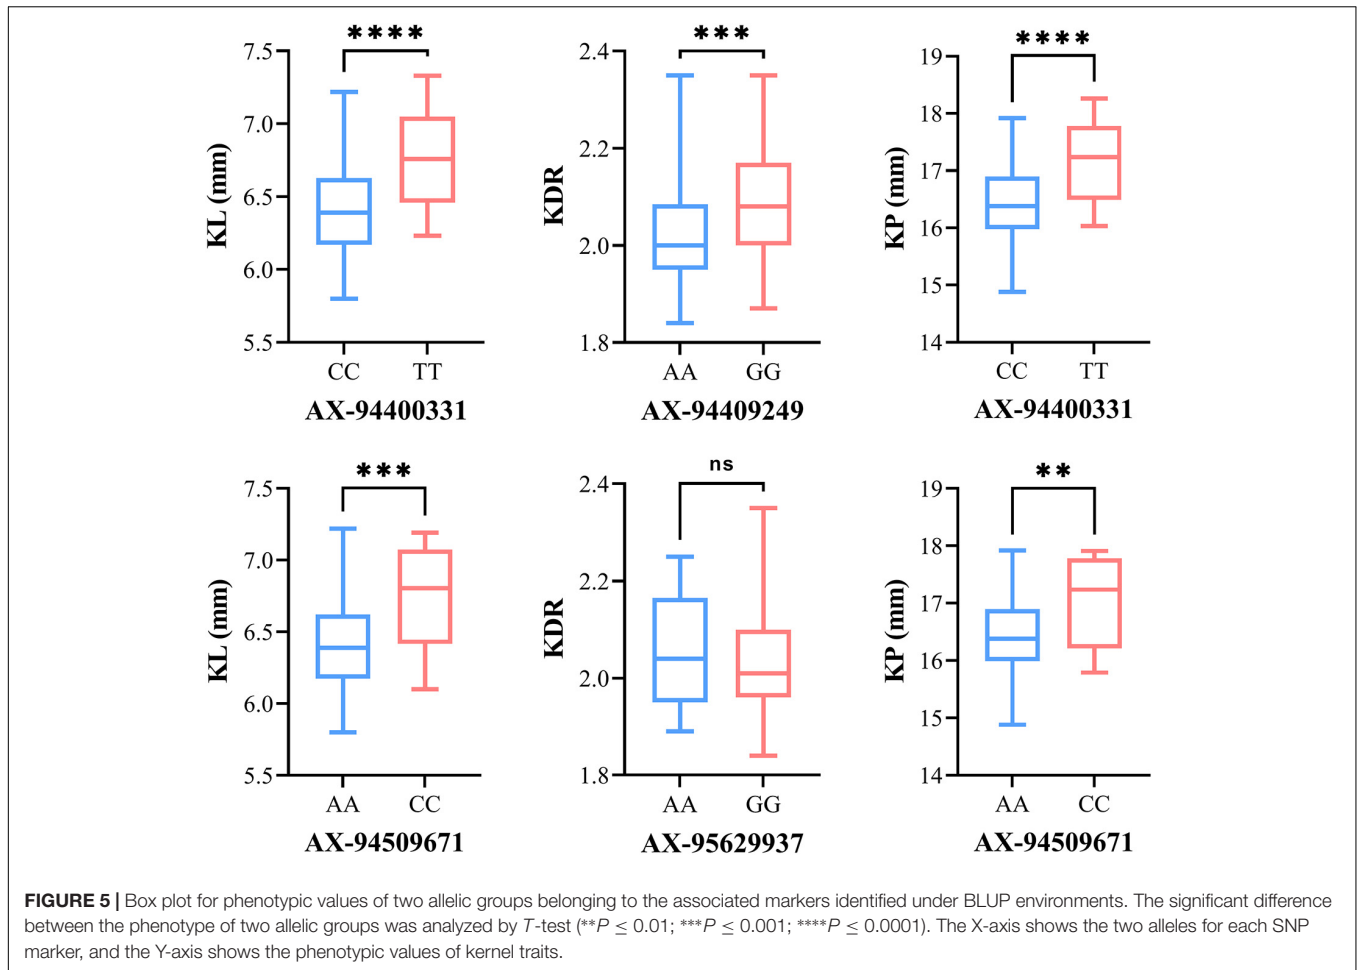 ****
7.5
7.0
6.5
6.0
5.5
KL (mm)
CC TT
AX-94400331
***
2.4
2.2
2.0
1.8
KDR
AA GG
AX-94409249
****
19
18
17
16
15
14
KP (mm)
CC TT
AX-94400331
***
7.5
7.0
6.5
6.0
5.5
KL (mm)
AA CC
AX-94509671
ns
2.4
2.2
2.0
1.8
KDR
AA GG
AX-95629937
**
19
18
17
16
15
14
KP (mm)
AA CC
AX-94509671
FIGURE 5 | Box plot for phenotypic values of two allelic groups belonging to the associated markers identified under BLUP environments. The significant difference
between the phenotype of two allelic groups was analyzed by T-test (**P ≤ 0.01; ***P ≤ 0.001; ****P ≤ 0.0001). The X-axis shows the two alleles for each SNP
marker, and the Y-axis shows the phenotypic values of kernel traits.